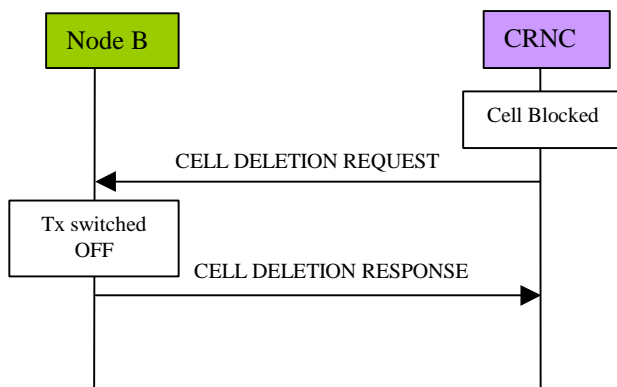 Node B
CRNC
Cell Blocked
CELL DELETION REQUEST
Tx switched
OFF
CELL DELETION RESPONSE